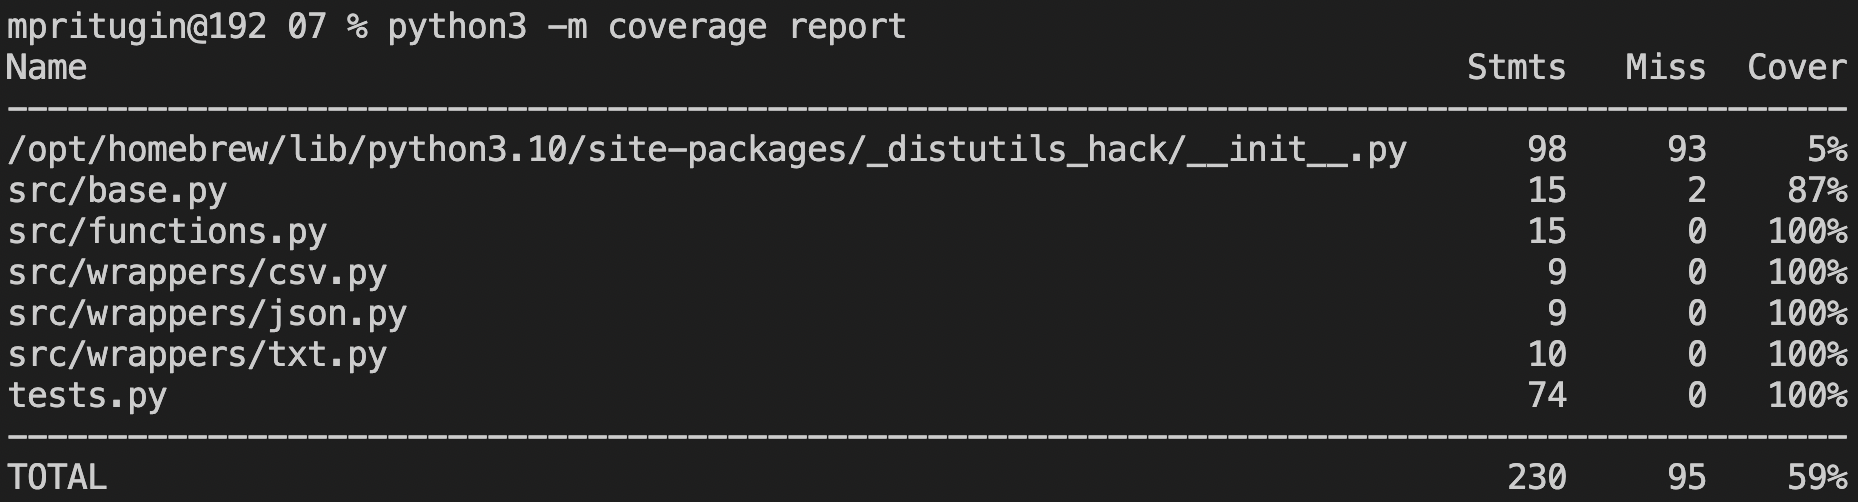 mpritugin@192 07 % python3 -m coverage report
Name Stmts Miss Cover
--------------------------------------------------------------------------------------------
/opt/homebrew/lib/python3.10/site-packages/_distutils_hack/__init__.py 98 93 5%
src/base.py 15 2 87%
src/functions.py 15 0 100%
src/wrappers/csv.py 9 0 100%
src/wrappers/json.py 9 0 100%
src/wrappers/txt.py 10 0 100%
tests.py 74 0 100%
--------------------------------------------------------------------------------------------
TOTAL 230 95 59%